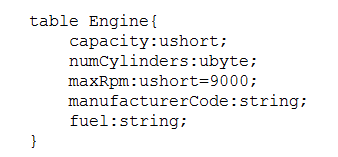 table Engine{
    capacity:ushort;
    numCylinders:ubyte;
    maxRpm:ushort=9000;
    manufacturerCode:string;
    fuel:string;
}